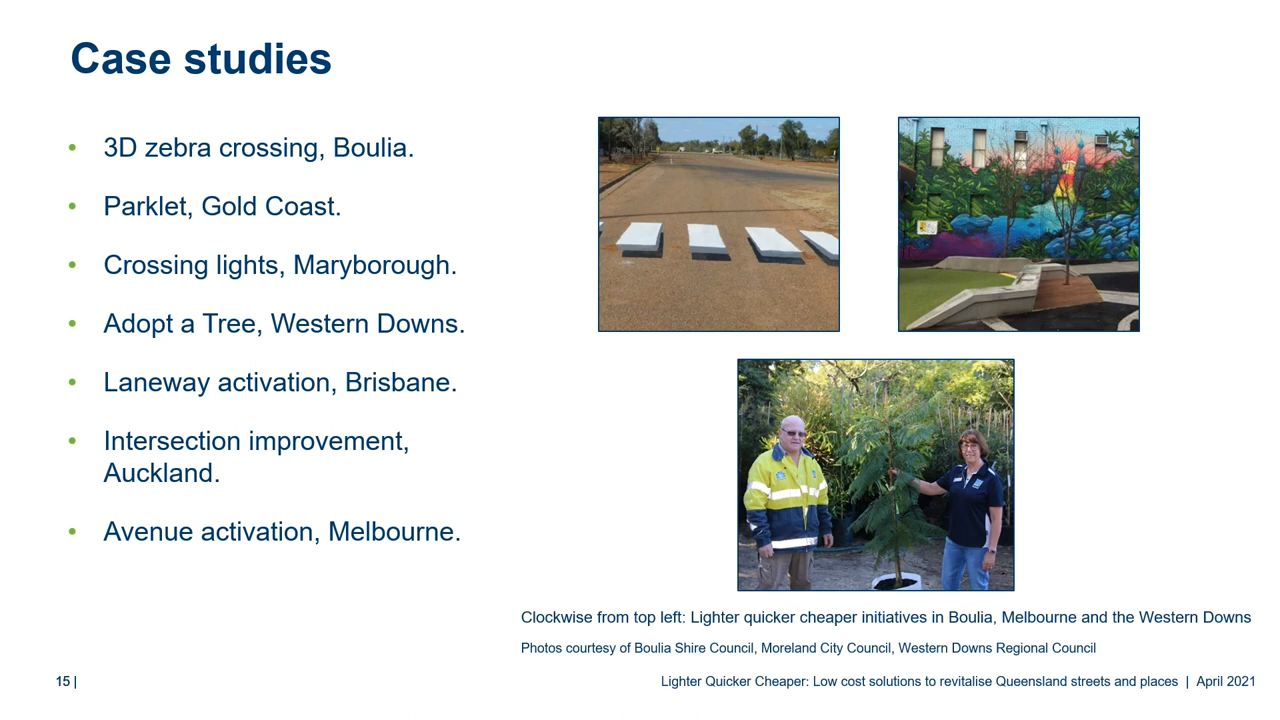 Case studies
• 3D zebra crossing, Boulia.
• Parklet, Gold Coast.
• Crossing lights, Maryborough.
• Adopt a Tree, Western Downs.
• Laneway activation, Brisbane.
• Intersection improvement,
Auckland.
• Avenue activation, Melbourne.
Clockwise from top left: Lighter quicker cheaper initiatives in Boulia, Melbourne and the Western Downs
Photos courtesy of Boulia Shire Council, Moreland City Council, Western Downs Regional Council
15 |
Lighter Quicker Cheaper: Low cost solutions to revitalise Queensland streets and places | April 2021